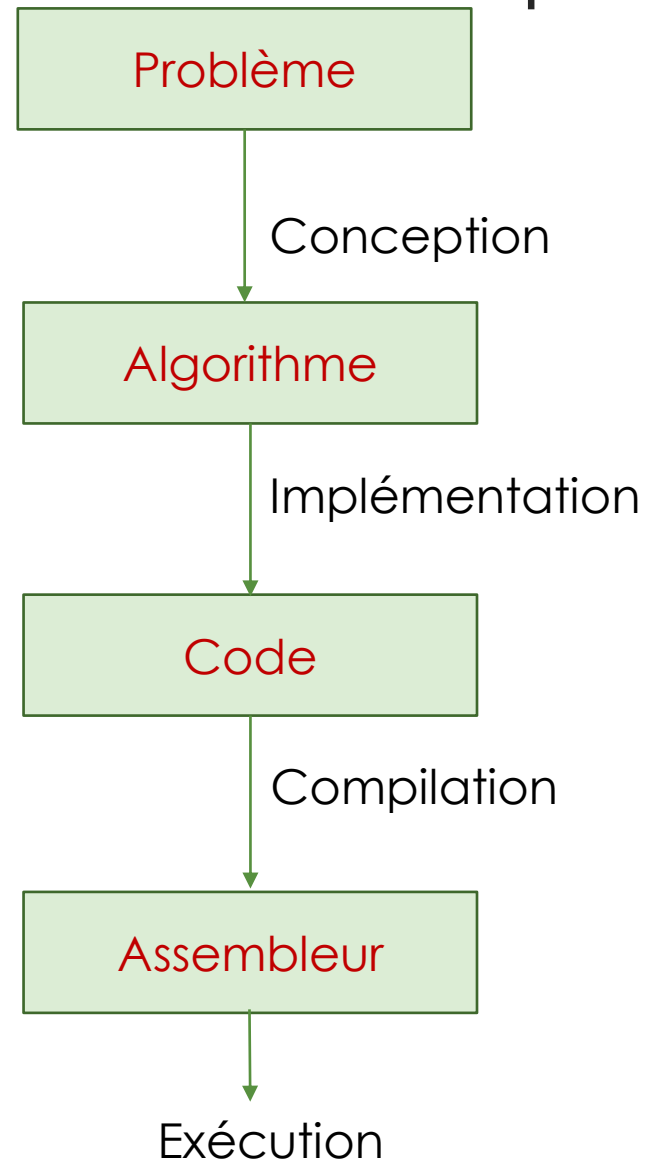 Problème
Conception
Algorithme
Implémentation
Code
Compilation
Assembleur
Exécution